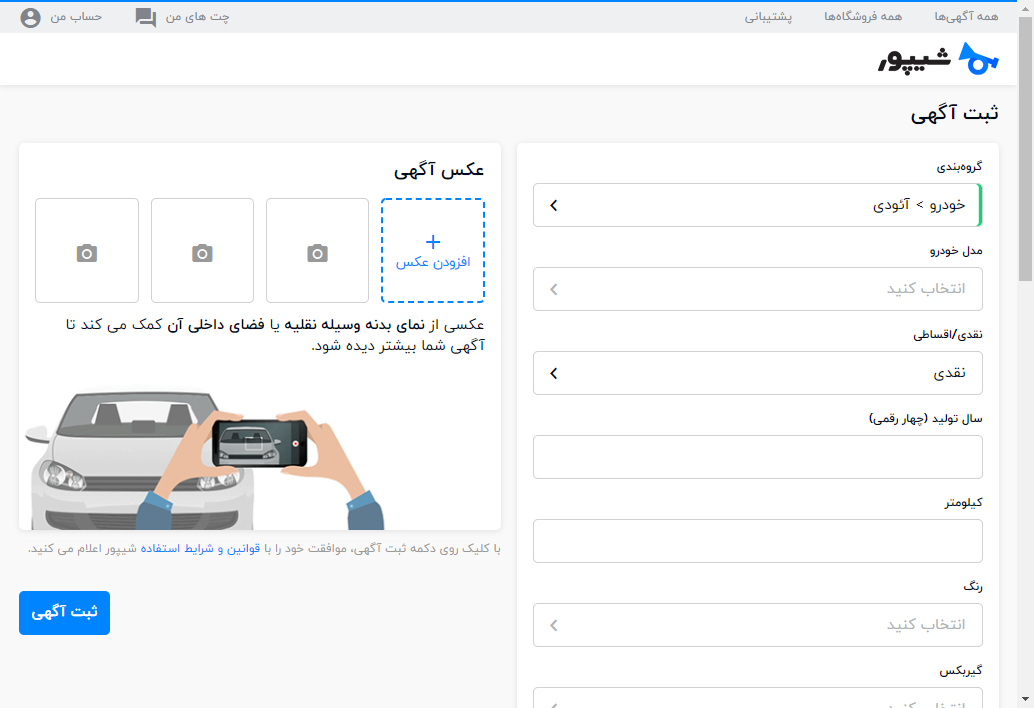 همه آگهی‌ها
همه فروشگاه‌ها
پشتیبانی
چت های من
حساب من
شیپور
ثبت آگهی
گروه‌بندی
خودرو > آئودی
مدل خودرو
انتخاب کنید
نقدی/اقساطی
نقدی
سال تولید (چهار رقمی)
کیلومتر
رنگ
انتخاب کنید
گیربکس
انتخاب کنید
عکس آگهی
افزودن عکس
عکسی از نمای بدنه وسیله نقلیه یا فضای داخلی آن کمک می کند تا
آگهی شما بیشتر دیده شود.
با کلیک روی دکمه ثبت آگهی، موافقت خود را با قوانین و شرایط استفاده شیپور اعلام می کنید.
ثبت آگهی